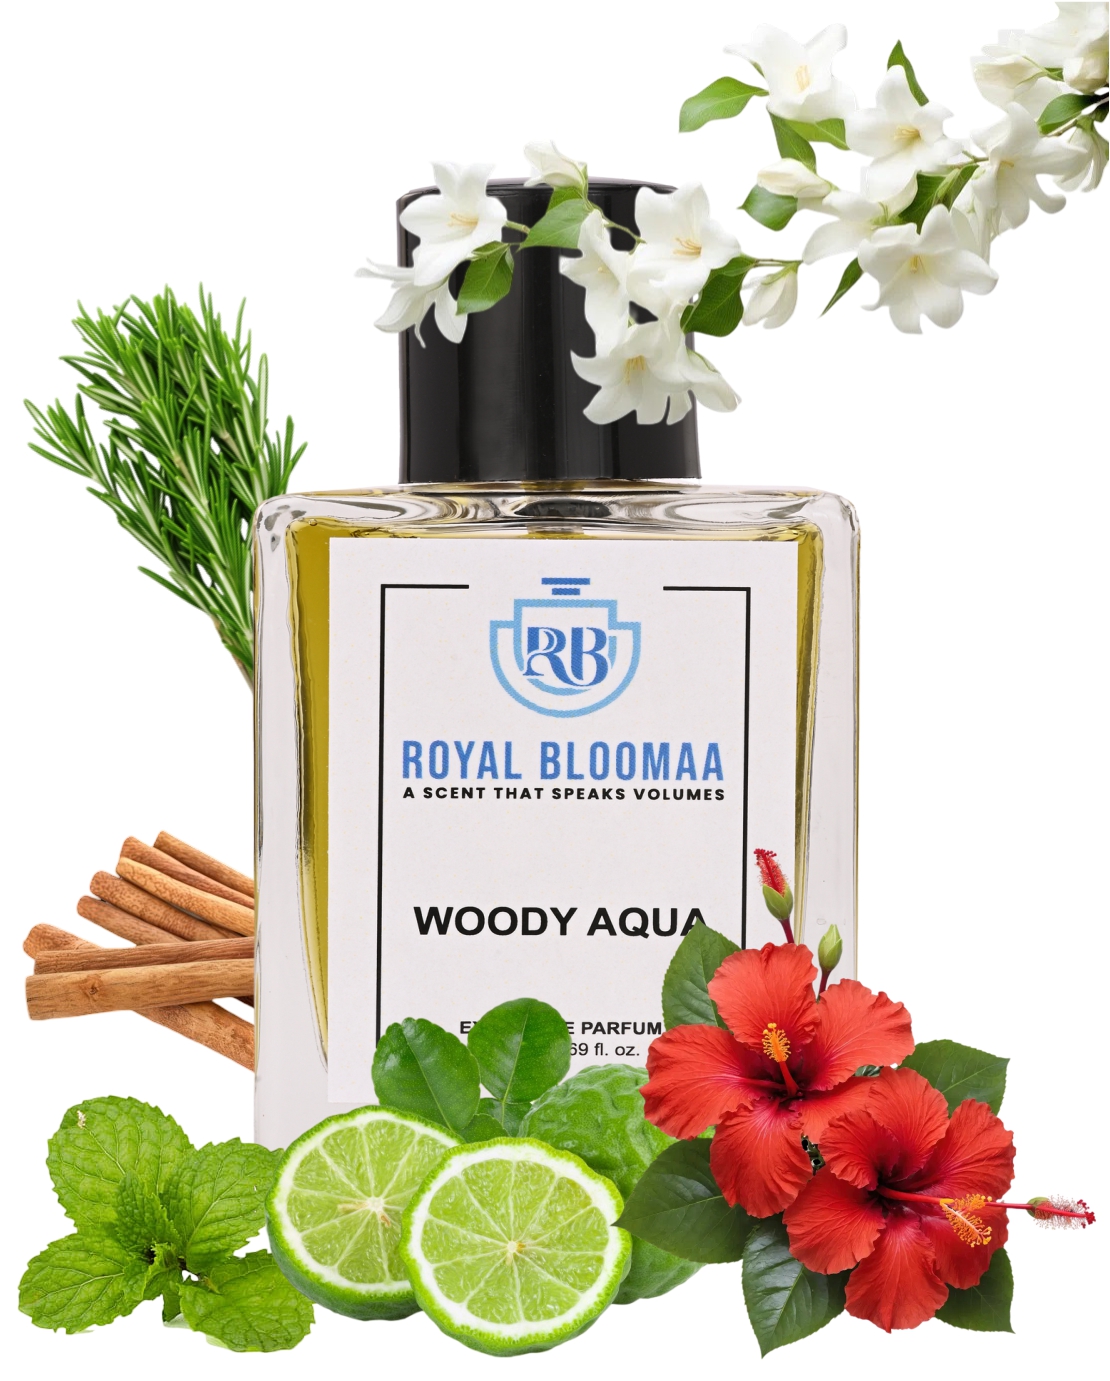 RB
ROYAL BLOOMAA
A SCENT THAT SPEAKS VOLUMES
WOODY AQUA
PARFUM
fl. oz.